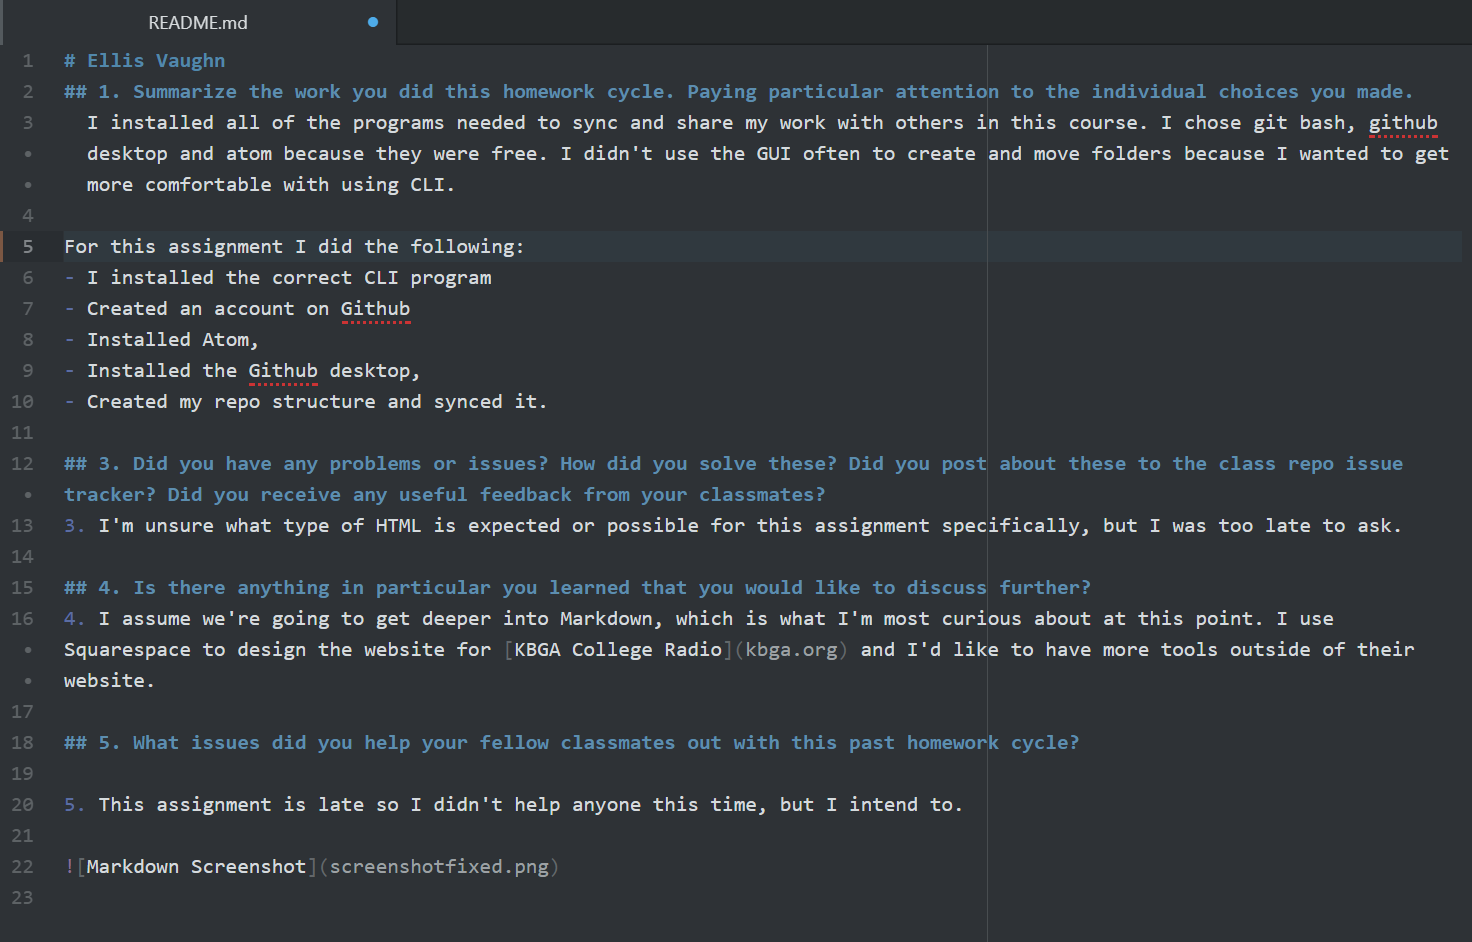 README.md
1 # Ellis Vaughn
2 ## 1. Summarize the work you did this homework cycle. Paying particular attention to the individual choices you made.
3 I installed all of the programs needed to sync and share my work with others in this course. I chose git bash, github
• desktop and atom because they were free. I didn't use the GUI often to create and move folders because I wanted to get
• more comfortable with using CLI.
4
5 For this assignment I did the following:
6 - I installed the correct CLI program
7 - Created an account on Github
8 - Installed Atom,
9 - Installed the Github desktop,
10 - Created my repo structure and synced it.
11
12 ## 3. Did you have any problems or issues? How did you solve these? Did you post about these to the class repo issue
• tracker? Did you receive any useful feedback from your classmates?
13 3. I'm unsure what type of HTML is expected or possible for this assignment specifically, but I was too late to ask.
14
15 ## 4. Is there anything in particular you learned that you would like to discuss further?
16 4. I assume we're going to get deeper into Markdown, which is what I'm most curious about at this point. I use
• Squarespace to design the website for [KBGA College Radio](kbga.org) and I'd like to have more tools outside of their
• website.
17
18 ## 5. What issues did you help your fellow classmates out with this past homework cycle?
19
20 5. This assignment is late so I didn't help anyone this time, but I intend to.
21
22 ![Markdown Screenshot](screenshotfixed.png)
23